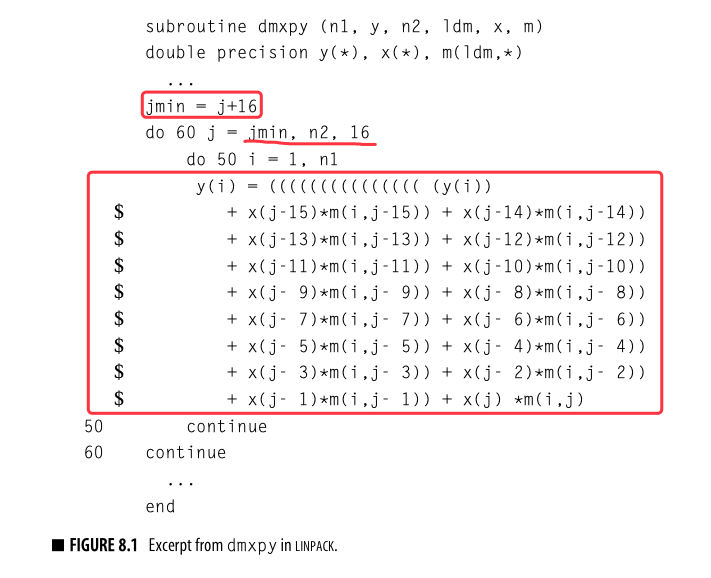 subroutine dmxpy (n1, y, n2, ldm, x, m)
double precision y(*), x(*), m(ldm,*)
...
jmin = j+16
do 60 j = jmin, n2, 16
do 50 i = 1, n1
y(i) = ((((((((((((((( (y(i))
$ + x(j-15)*m(i,j-15)) + x(j-14)*m(i,j-14))
$ + x(j-13)*m(i,j-13)) + x(j-12)*m(i,j-12))
$ + x(j-11)*m(i,j-11)) + x(j-10)*m(i,j-10))
$ + x(j- 9)*m(i,j- 9)) + x(j- 8)*m(i,j- 8))
$ + x(j- 7)*m(i,j- 7)) + x(j- 6)*m(i,j- 6))
$ + x(j- 5)*m(i,j- 5)) + x(j- 4)*m(i,j- 4))
$ + x(j- 3)*m(i,j- 3)) + x(j- 2)*m(i,j- 2))
$ + x(j- 1)*m(i,j- 1)) + x(j) *m(i,j)
50 continue
60 continue
...
end
■ FIGURE 8.1 Excerpt from dmxpy in LINPACK.